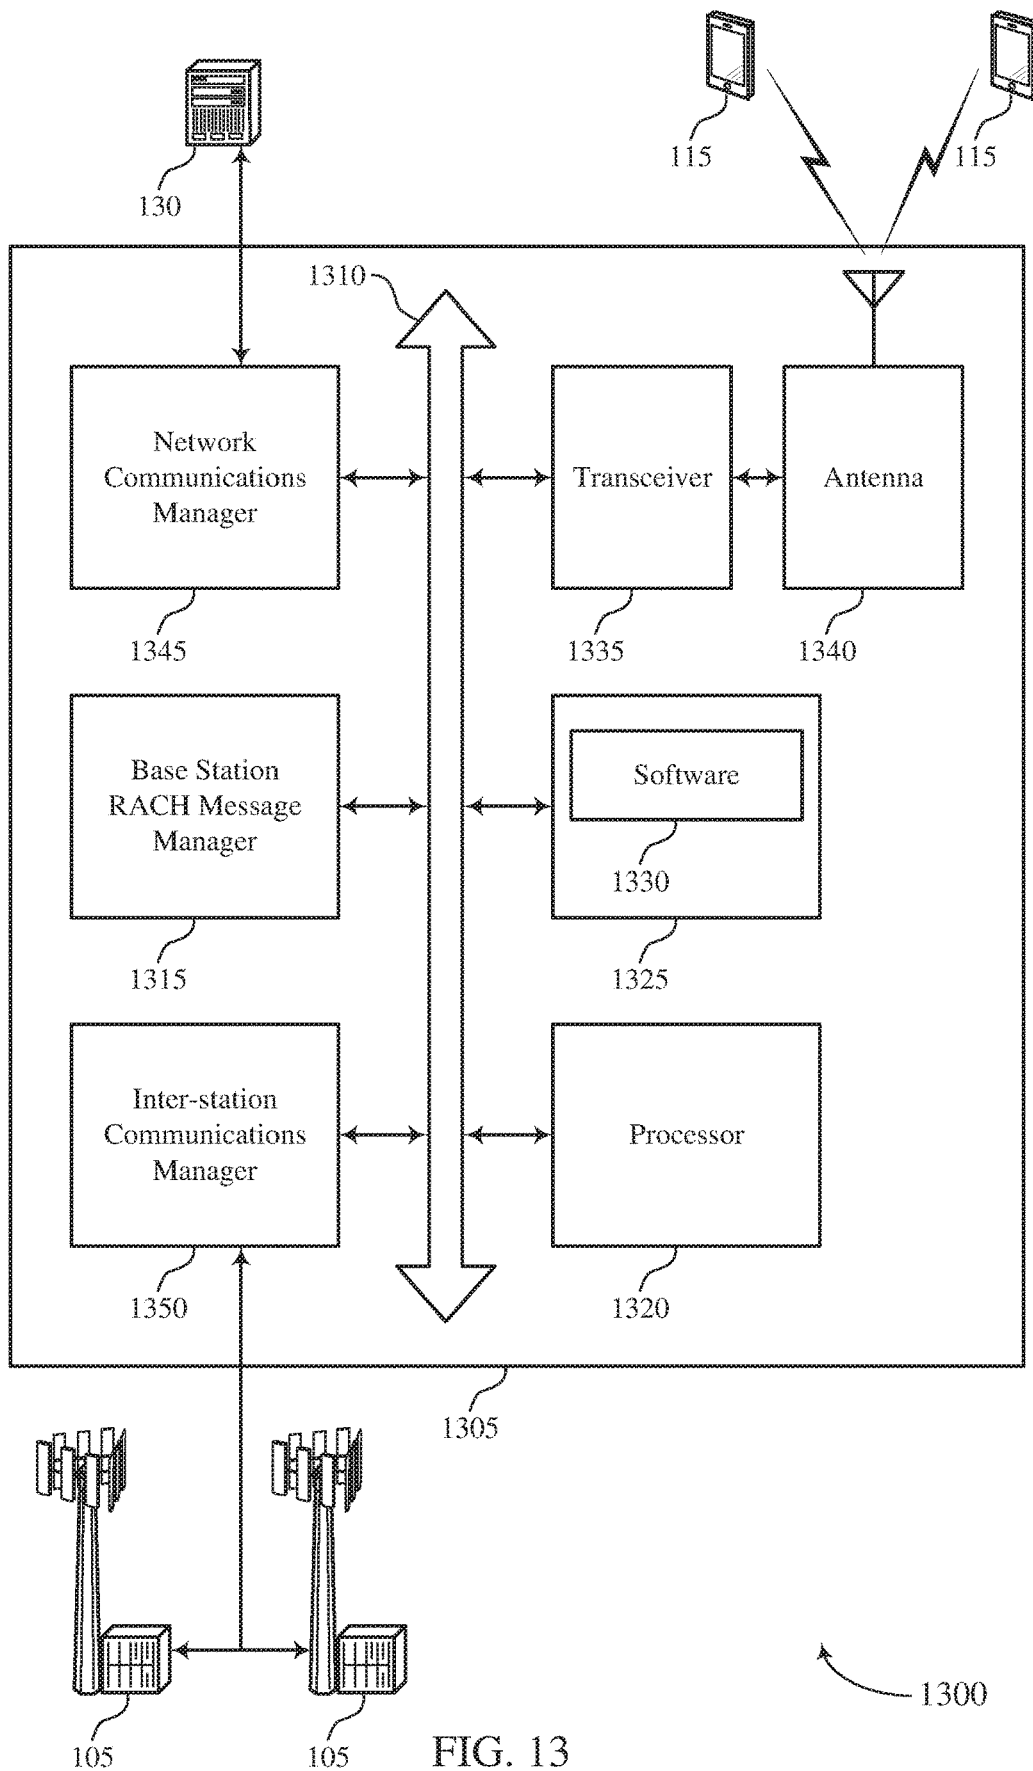 115
115
130
1310
Network
Communications
Manager
Transceiver
Antenna
1345
1335
1340
Base Station
RACH Message
Manager
Software
1330
1315
1325
Inter-station
Communications
Manager
Processor
1350
1320
1305
1300
105
105
FIG. 13